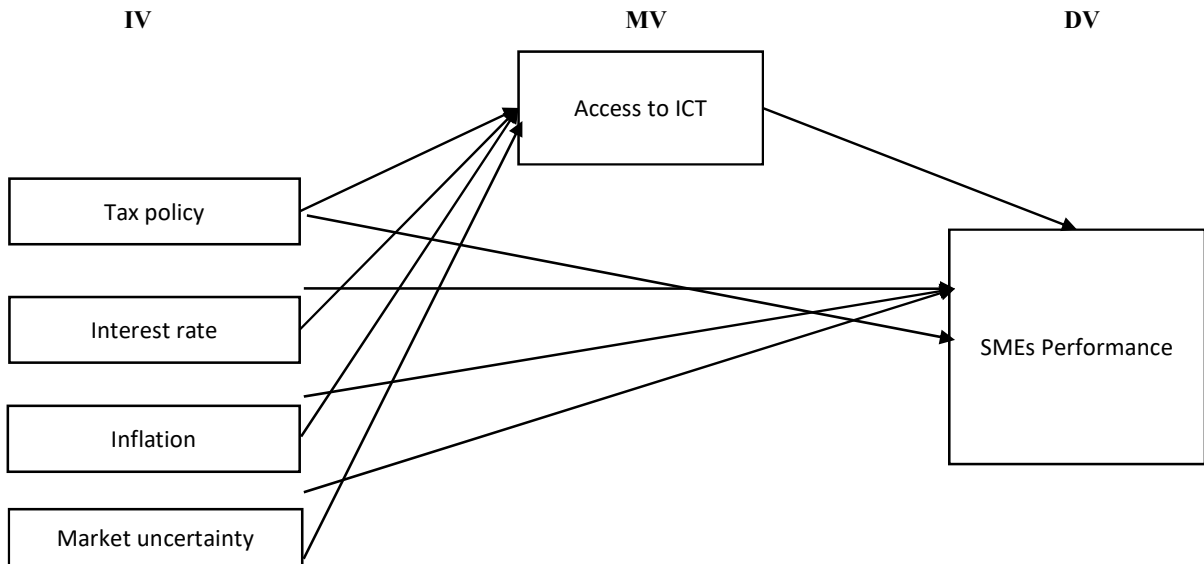 IV
MV
DV
Access to ICT
Tax policy
Interest rate
SMEs Performance
Inflation
Market uncertainty